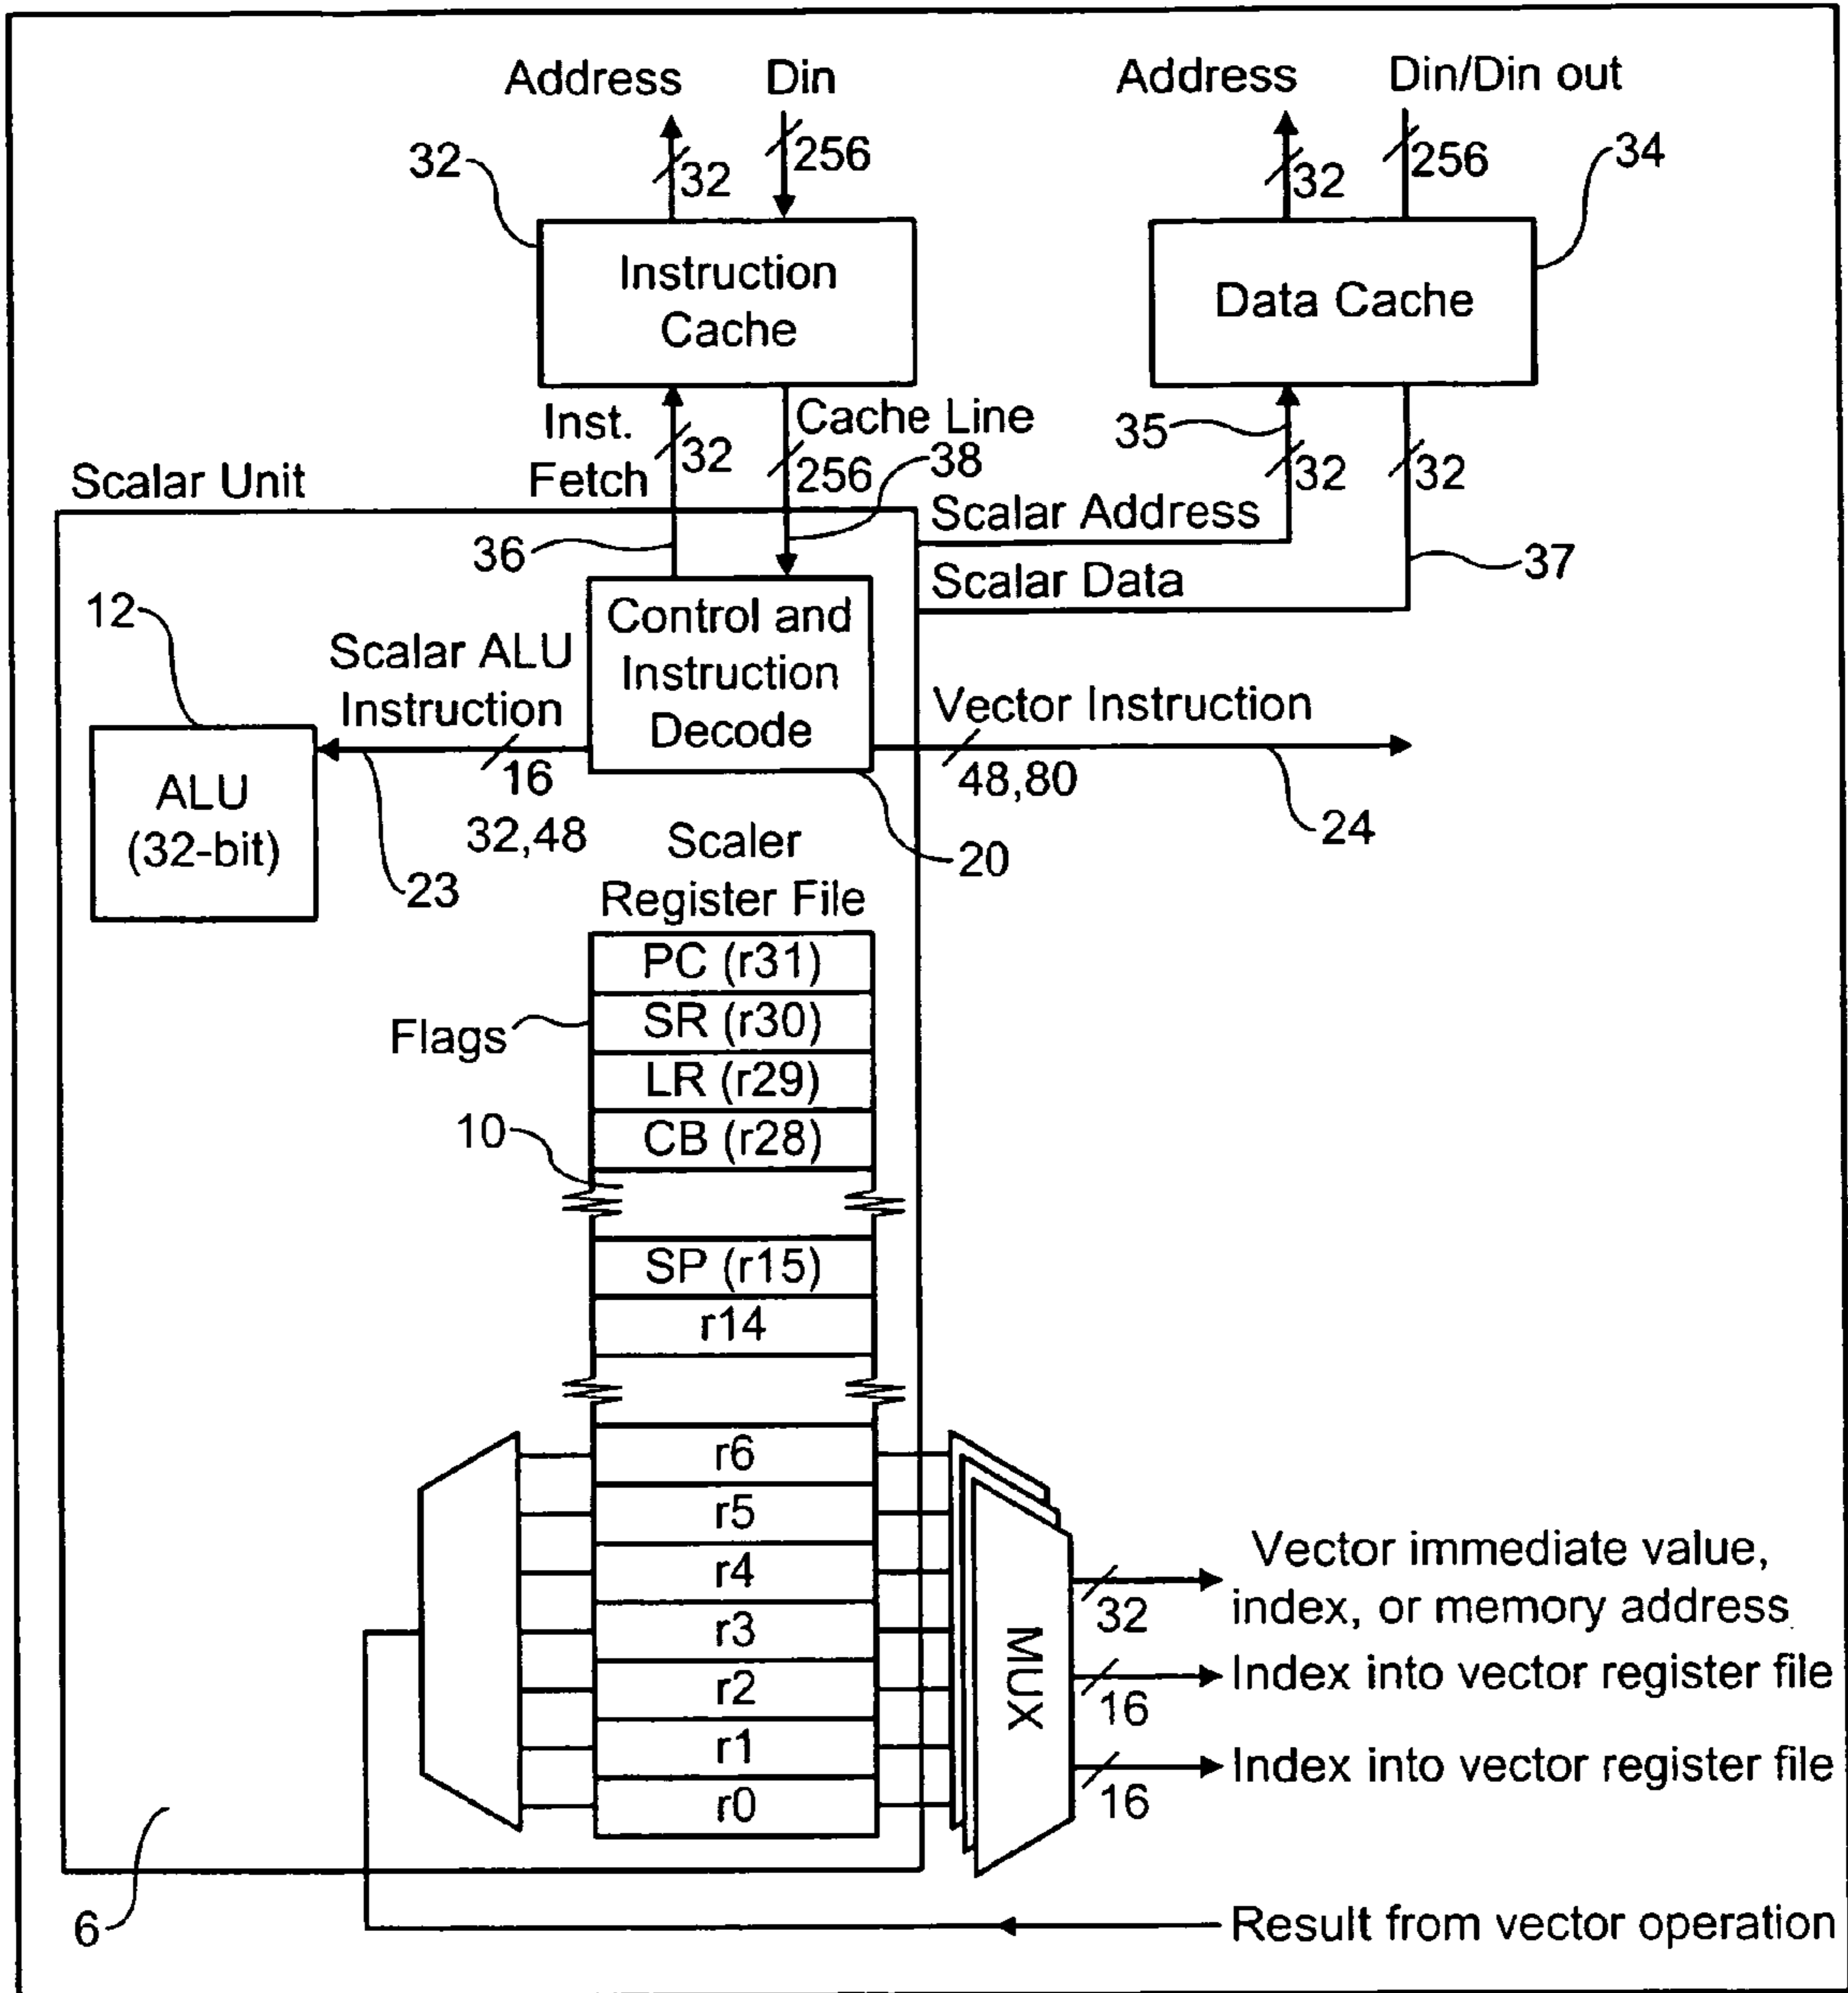 Address
Din
Address
Din/Din out
32
256
32
256
32
34
Instruction
Cache
Data Cache
Inst.
Fetch
32
Cache Line
256
38
35
32
32
Scalar Unit
Scalar Address
36
37
Scalar Data
12
Scalar ALU
Instruction
Control and
Instruction
Decode
Vector Instruction
16
32,48
48,80
24
ALU
(32-bit)
23
20
Scaler
Register File
PC (r31)
Flags
SR (r30)
LR (r29)
10
CB (r28)
SP (r15)
r14
r6
r5
r4
r3
r2
r1
r0
MUX
32
Vector immediate value,
index, or memory address
16
Index into vector register file
16
Index into vector register file
6
Result from vector operation